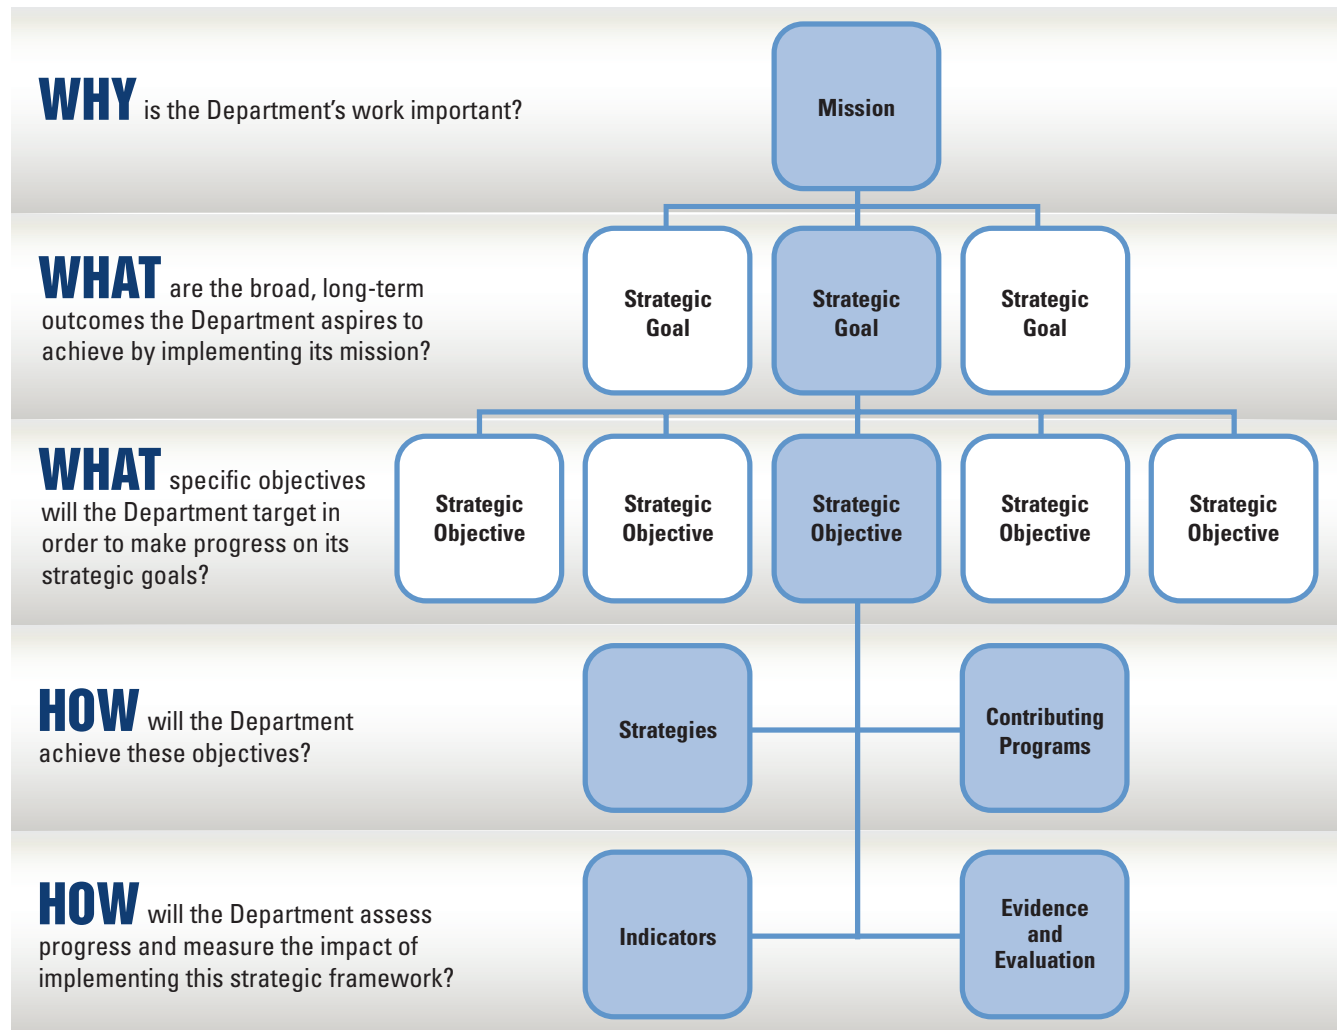 WHY is the Department's work important?
Mission
WHAT are the broad, long-term
outcomes the Department aspires to
achieve by implementing its mission?
Strategic
Goal
Strategic
Goal
Strategic
Goal
WHAT specific objectives
will the Department target in
order to make progress on its
strategic goals?
Strategic
Objective
Strategic
Objective
Strategic
Objective
Strategic
Objective
Strategic
Objective
HOW will the Department
achieve these objectives?
Strategies
Contributing
Programs
HOW will the Department assess
progress and measure the impact of
implementing this strategic framework?
Indicators
Evidence
and
Evaluation